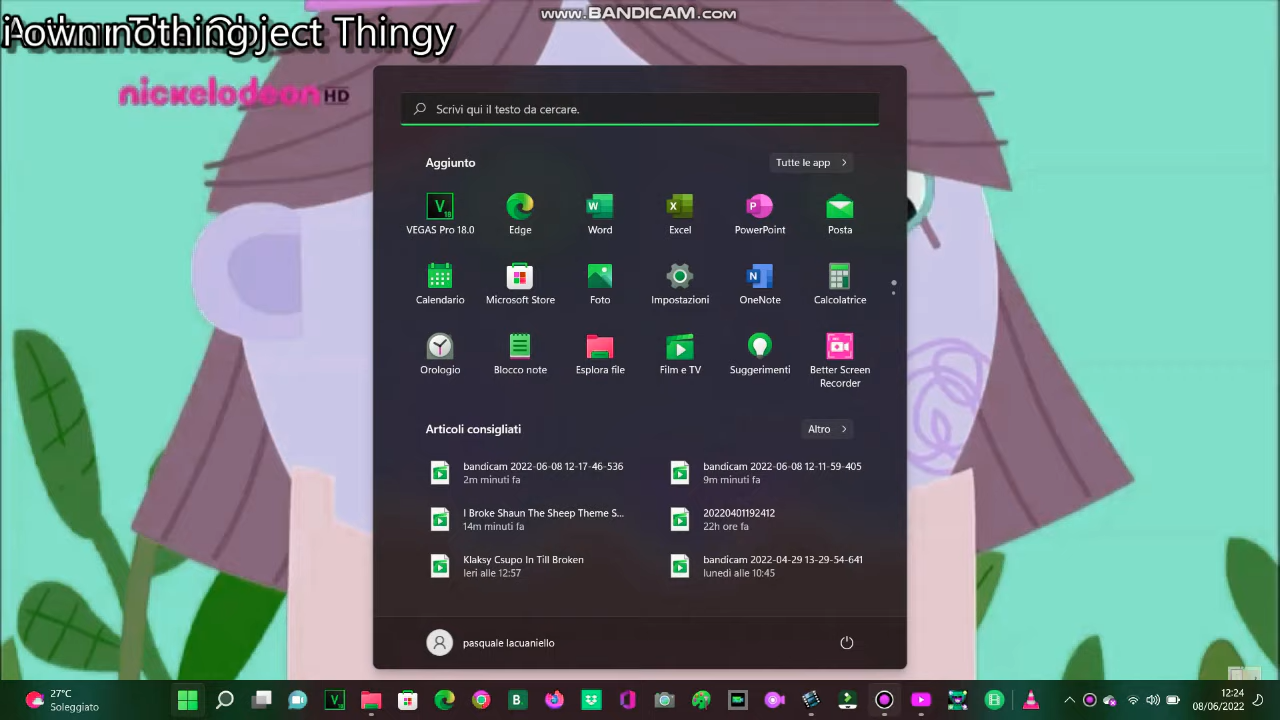 www.BANDICAM.com
I own nothing
ject Thingy
nickelodeon HD
Scrivi qui il testo da cercare.
Aggiunto
Tutte le app
VEGAS Pro 18.0
Edge
Word
Excel
PowerPoint
Posta
Calendario
Microsoft Store
Foto
Impostazioni
OneNote
Calcolatrice
Orologio
Blocco note
Esplora file
Film e TV
Suggerimenti
Better Screen
Recorder
Articoli consigliati
Altro
bandicam 2022-06-08 12-17-46-536
2m minuti fa
bandicam 2022-06-08 12-11-59-405
9m minuti fa
I Broke Shaun The Sheep Theme S...
14m minuti fa
20220401192412
22h ore fa
Klaksy Csupo In Till Broken
Ieri alle 12:57
bandicam 2022-04-29 13-29-54-641
lunedì alle 10:45
pasquale lacuaniello
27°C
Soleggiato
12:24
08/06/2022